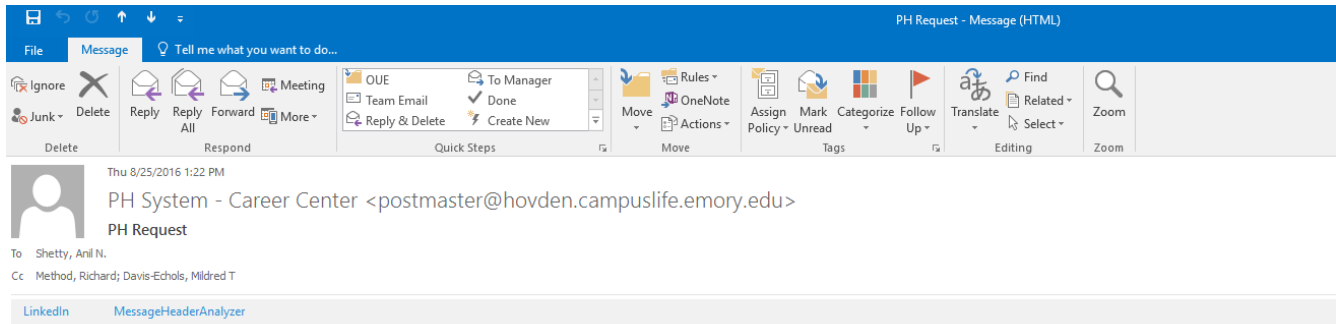 PH Request - Message (HTML)
File Message Tell me what you want to do...
Ignore Junk Delete Reply Reply All Forward Meeting More OUE Team Email Reply & Delete To Manager Done Create New Move Rules OneNote Actions Assign Policy Mark Unread Categorize Follow Up Translate Find Related Select Zoom
Delete Respond Quick Steps Move Tags Editing Zoom
Thu 8/25/2016 1:22 PM
PH System - Career Center <postmaster@hovden.campuslife.emory.edu>
PH Request
To Shetty, Anil N.
Cc Method, Richard; Davis-Echols, Mildred T
LinkedIn MessageHeaderAnalyzer